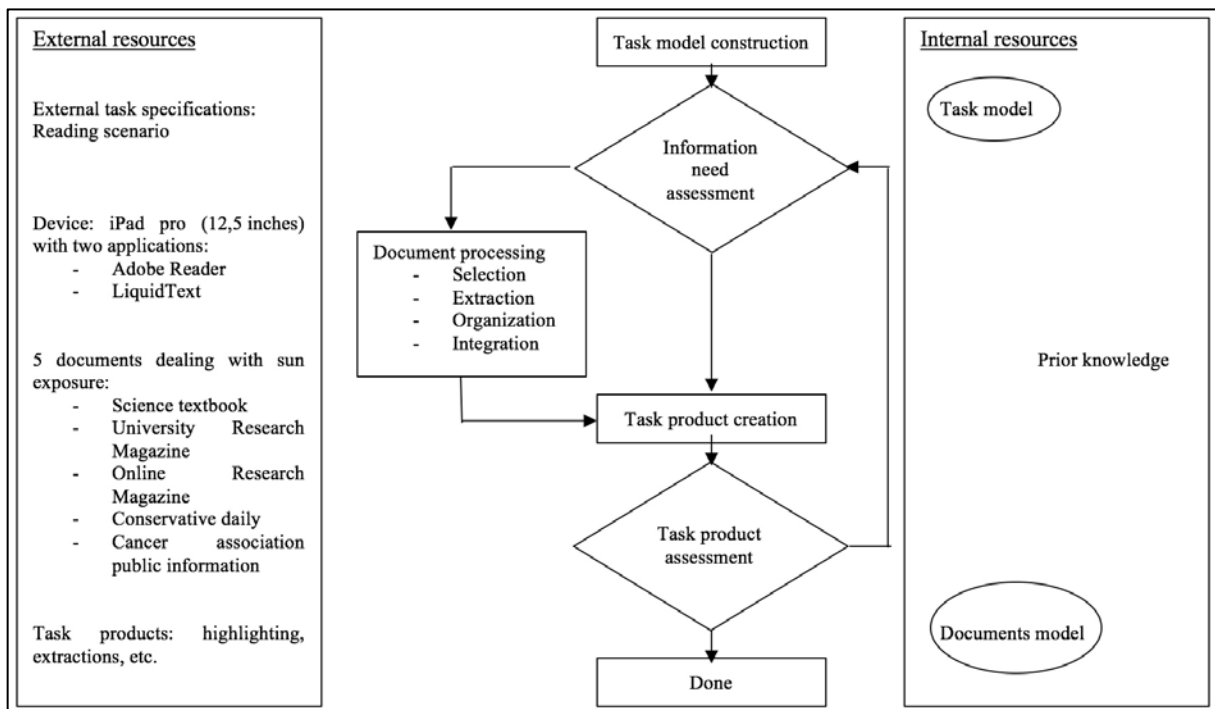 External resources
External task specifications:
Reading scenario
Device: iPad pro (12,5 inches)
with two applications:
- Adobe Reader
- LiquidText
5 documents dealing with sun
exposure:
- Science textbook
- University Research
Magazine
- Online Research
Magazine
- Conservative daily
- Cancer association
public information
Task products: highlighting,
extractions, etc.
Task model construction
Information
need
assessment
Document processing
- Selection
- Extraction
- Organization
- Integration
Task product creation
Task product
assessment
Done
Internal resources
Task model
Prior knowledge
Documents model